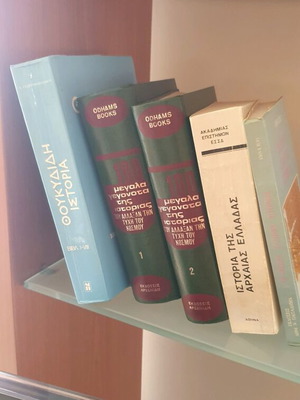 ΘΟΥΚΥΔΙΔΗ
ΙΣΤΟΡΙΑ
ODHAMS
BOOKS
μεγαλα
γεγονοτα
της
ιστοριας
ΠΟΥ ΑΛΛΑΞΑΝ ΤΗΝ
ΤΥΧΗ ΤΟΥ
ΚΟΣΜΟΥ
1
ODHAMS
BOOKS
μεγαλα
γεγονοτα
της
ιστοριας
ΠΟΥ ΑΛΛΑΞΑΝ ΤΗΝ
ΤΥΧΗ ΤΟΥ
ΚΟΣΜΟΥ
2
ΑΚΑΔΗΜΙΑΣ
ΕΠΙΣΤΗΜΩΝ
ΕΣΣΔ
ΙΣΤΟΡΙΑ ΤΗΣ
ΑΡΧΑΙΑΣ ΕΛΛΑΔΑΣ